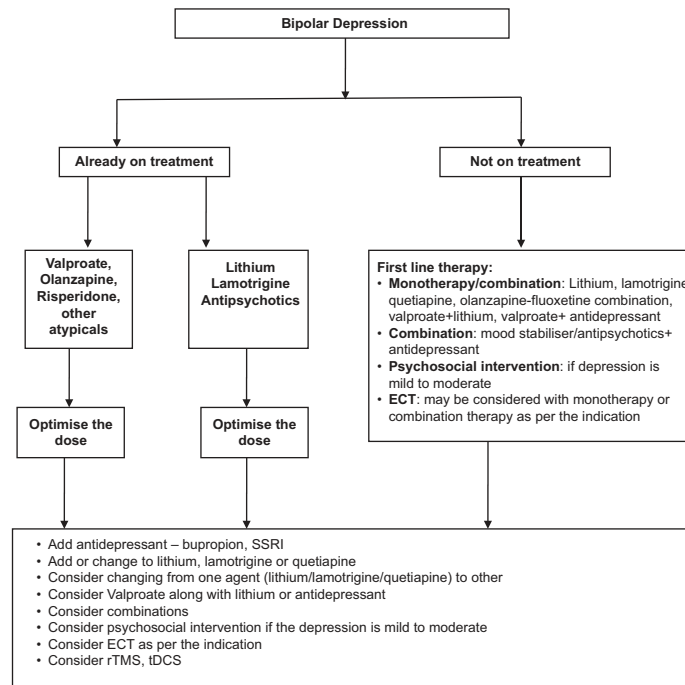 Bipolar Depression
Already on treatment
Not on treatment
Valproate,
Olanzapine,
Risperidone,
other
atypicals
Lithium
Lamotrigine
Antipsychotics
First line therapy:
• Monotherapy/combination: Lithium, lamotrigine
quetiapine, olanzapine-fluoxetine combination,
valproate+lithium, valproate+ antidepressant
• Combination: mood stabiliser/antipsychotics+
antidepressant
• Psychosocial intervention: if depression is
mild to moderate
• ECT: may be considered with monotherapy or
combination therapy as per the indication
Optimise the
dose
Optimise the
dose
• Add antidepressant – bupropion, SSRI
• Add or change to lithium, lamotrigine or quetiapine
• Consider changing from one agent (lithium/lamotrigine/quetiapine) to other
• Consider Valproate along with lithium or antidepressant
• Consider combinations
• Consider psychosocial intervention if the depression is mild to moderate
• Consider ECT as per the indication
• Consider rTMS, tDCS